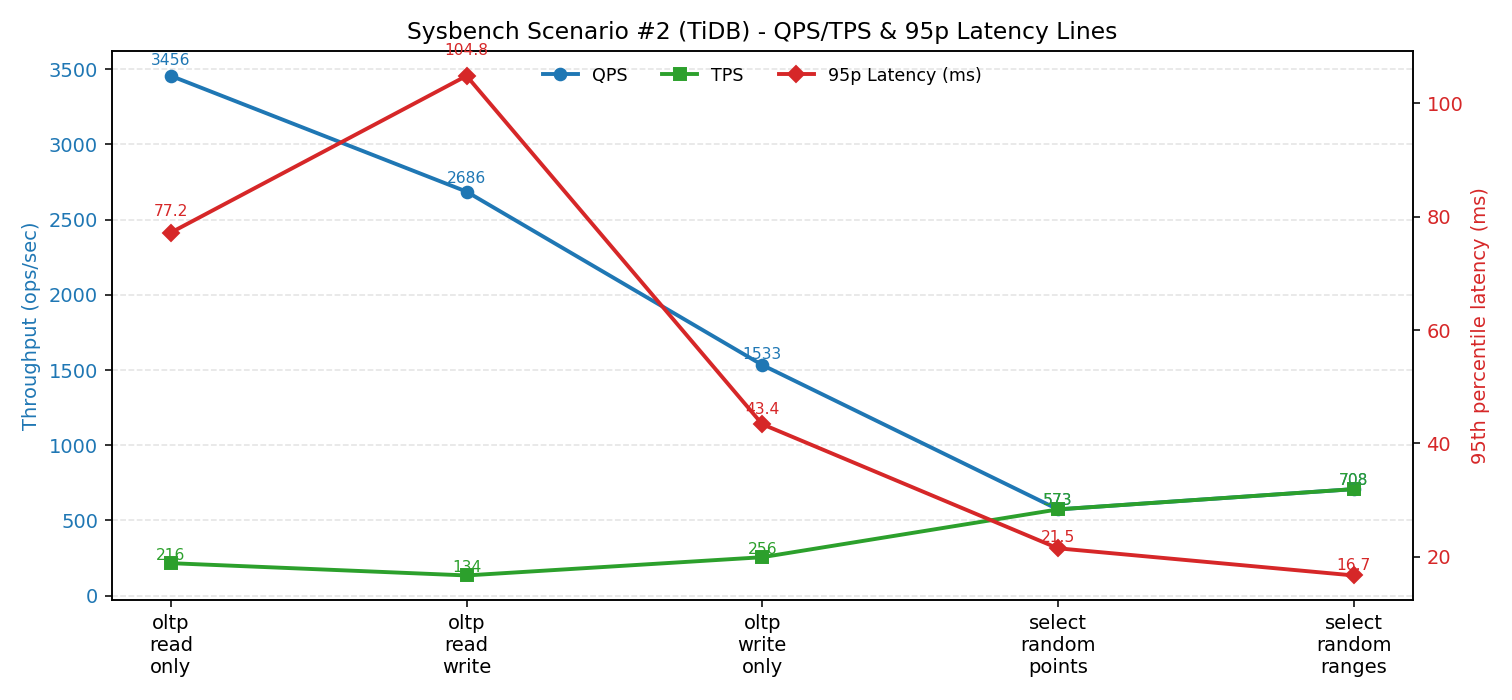 Sysbench Scenario #2 (TiDB) - QPS/TPS & 95p Latency Lines
QPS
TPS
95p Latency (ms)
Throughput (ops/sec)
3500
3000
2500
2000
1500
1000
500
0
3456
2686
1533
573
708
216
134
256
573
708
77.2
104.8
43.4
21.5
16.7
100
80
60
40
20
95th percentile latency (ms)
oltp
read
only
oltp
read
write
oltp
write
only
select
random
points
select
random
ranges